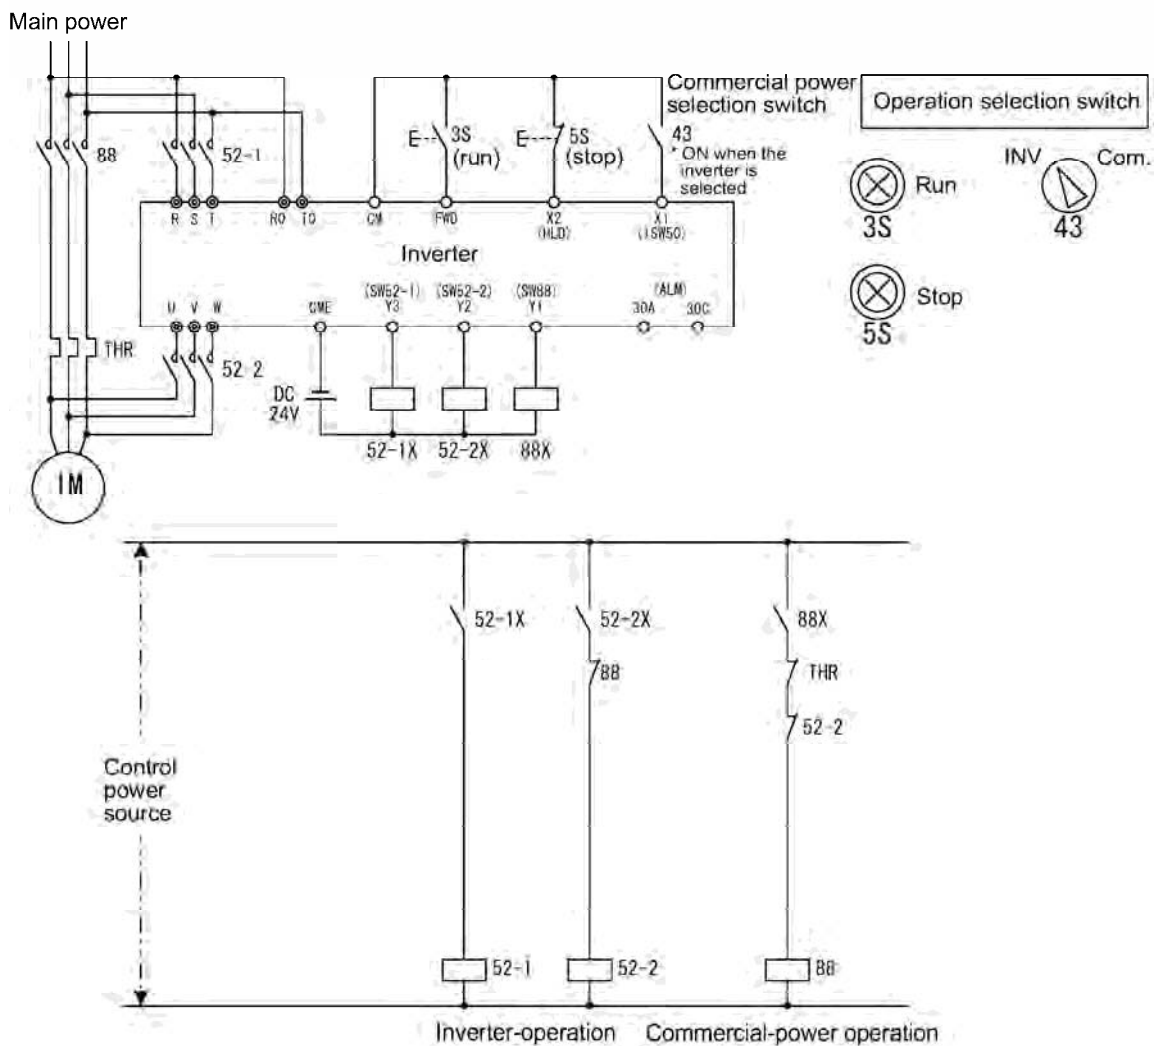 Main power
Commercial power
selection switch
Operation selection switch
88
52-1
E
3S
(run)
E
5S
(stop)
43
* ON when the
inverter is
selected
INV
Com.
Run
3S
43
R S T
R0 T0
CM
FWD
X2
(HLD)
X1
(ISW50)
Inverter
Stop
5S
U V W
CME
(SW52-1)
Y3
(SW52-2)
Y2
(SW88)
Y1
(ALM)
30A
30C
THR
52-2
DC
24V
52-1X
52-2X
88X
IM
52-1X
52-2X
88X
88
THR
52-2
Control
power
source
52-1
52-2
88
Inverter-operation
Commercial-power operation